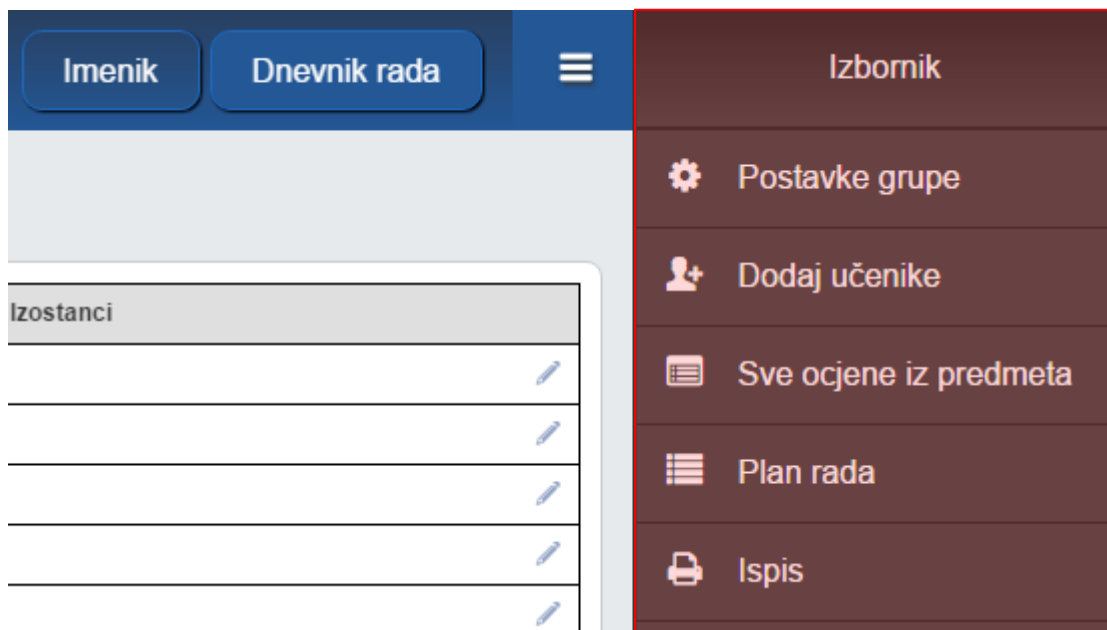 Imenik
Dnevnik rada
Izbornik
Postavke grupe
Dodaj učenike
Izostanci
Sve ocjene iz predmeta
Plan rada
Ispis